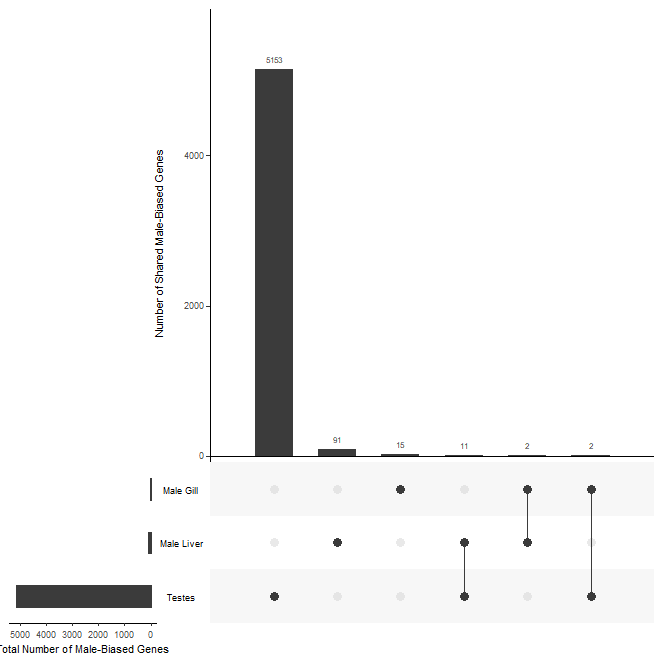 5153
4000
2000
0
91
15
11
2
2
Number of Shared Male-Biased Genes
Male Gill
Male Liver
Testes
5000 4000 3000 2000 1000 0
Total Number of Male-Biased Genes